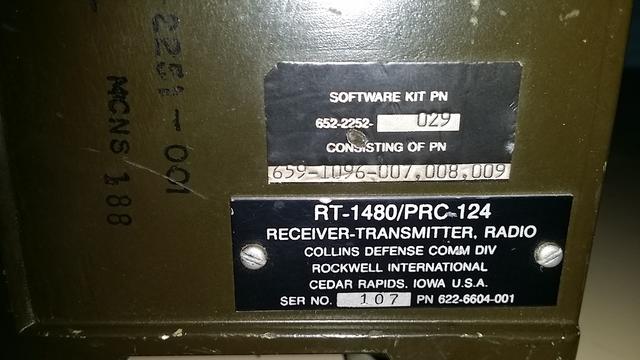 -2251-001
MCNS 188
SOFTWARE KIT PN
652-2252- 029
CONSISTING OF PN
659-1096-007,008,009
RT-1480/PRC-124
RECEIVER-TRANSMITTER, RADIO
COLLINS DEFENSE COMM DIV
ROCKWELL INTERNATIONAL
CEDAR RAPIDS, IOWA U.S.A.
SER NO. 107 PN 622-6604-001